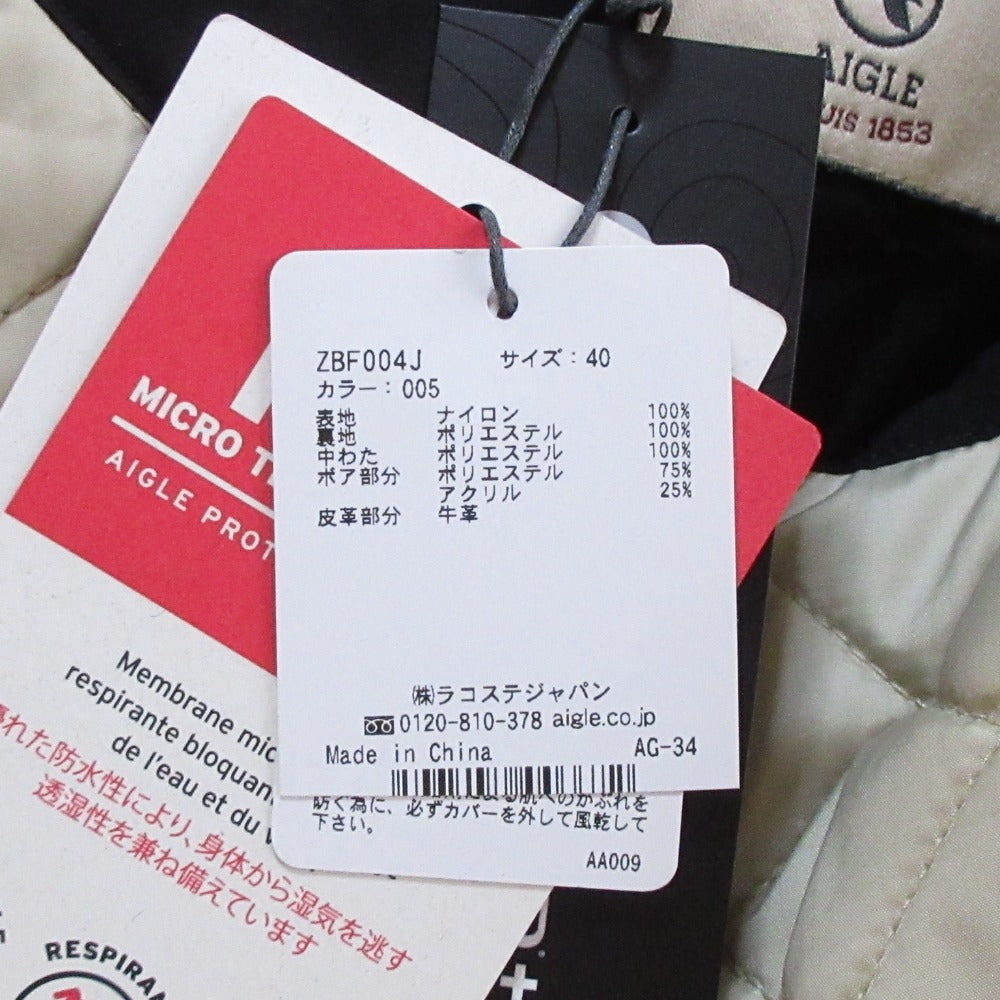 AIGLE
UIS 1853
MICRO T
AIGLE PROT
ZBF004J サイズ：40
カラー：005
表地 ナイロン 100%
裏地 ポリエステル 100%
中わた ポリエステル 100%
ボア部分 ポリエステル 75%
アクリル 25%
皮革部分 牛革
㈱ラコステジャパン
0120-810-378 aigle.co.jp
Made in China AG-34
防ぐ為に、必ずカバーを外して風乾して
下さい。
AA009
Membrane mic
respirante bloquan
de l'eau et du v
れた防水性により、身体から湿気を逃す
透湿性を兼ね備えています
RESPIRA